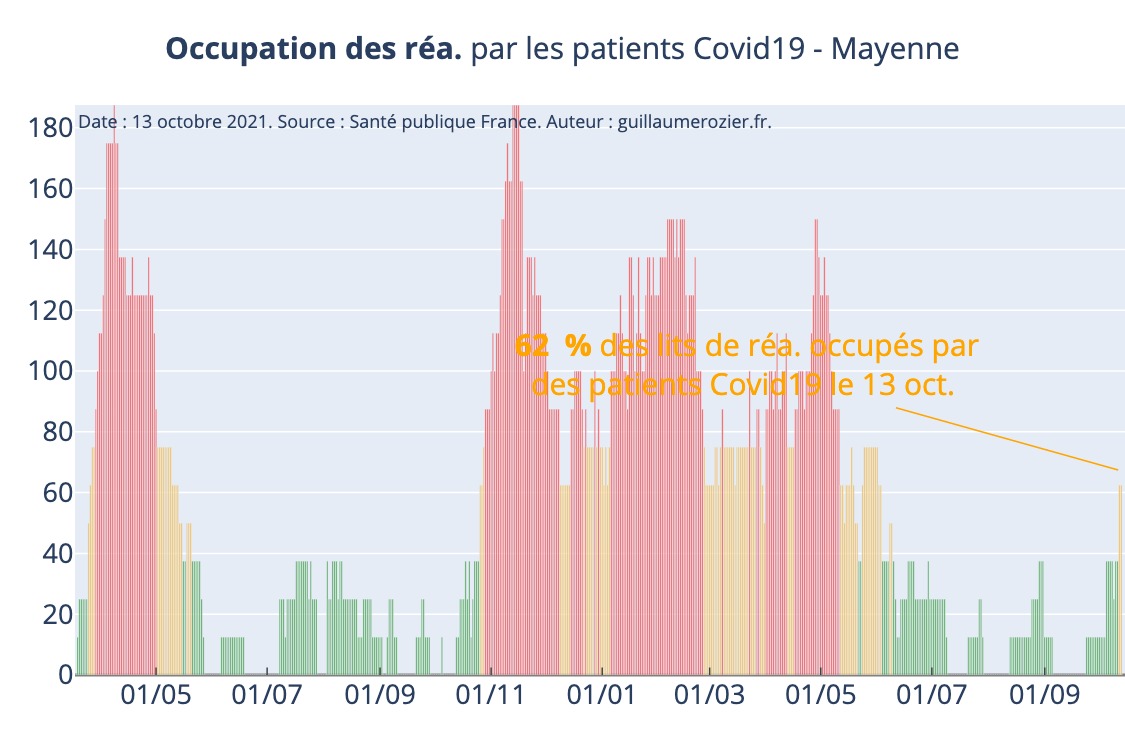 Occupation des réa. par les patients Covid19 - Mayenne
Date : 13 octobre 2021. Source : Santé publique France. Auteur : guillaumerozier.fr.
180
160
140
120
100
80
60
40
20
0
62 % des lits de réa. occupés par
des patients Covid19 le 13 oct.
01/05 01/07 01/09 01/11 01/01 01/03 01/05 01/07 01/09